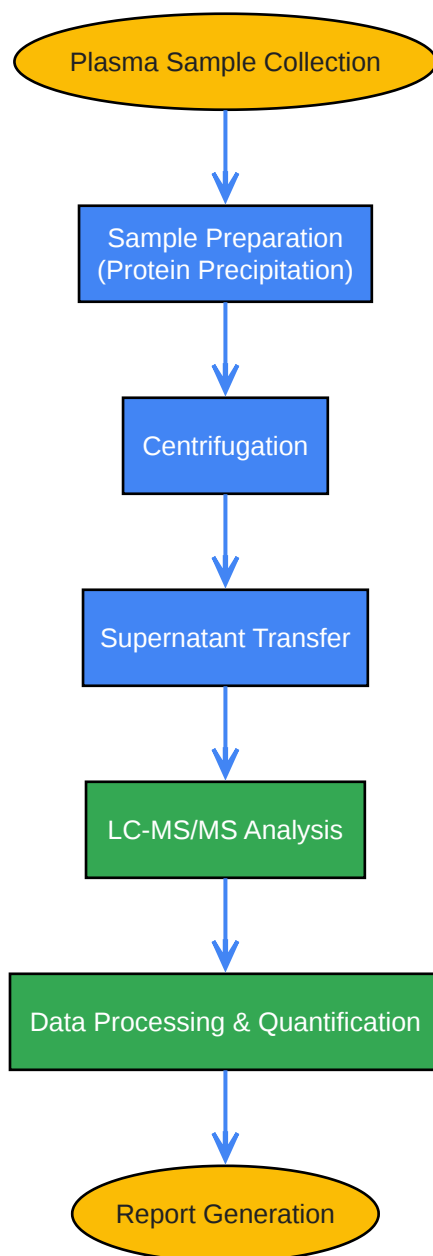 Plasma Sample Collection
Sample Preparation
(Protein Precipitation)
Centrifugation
Supernatant Transfer
LC-MS/MS Analysis
Data Processing & Quantification
Report Generation